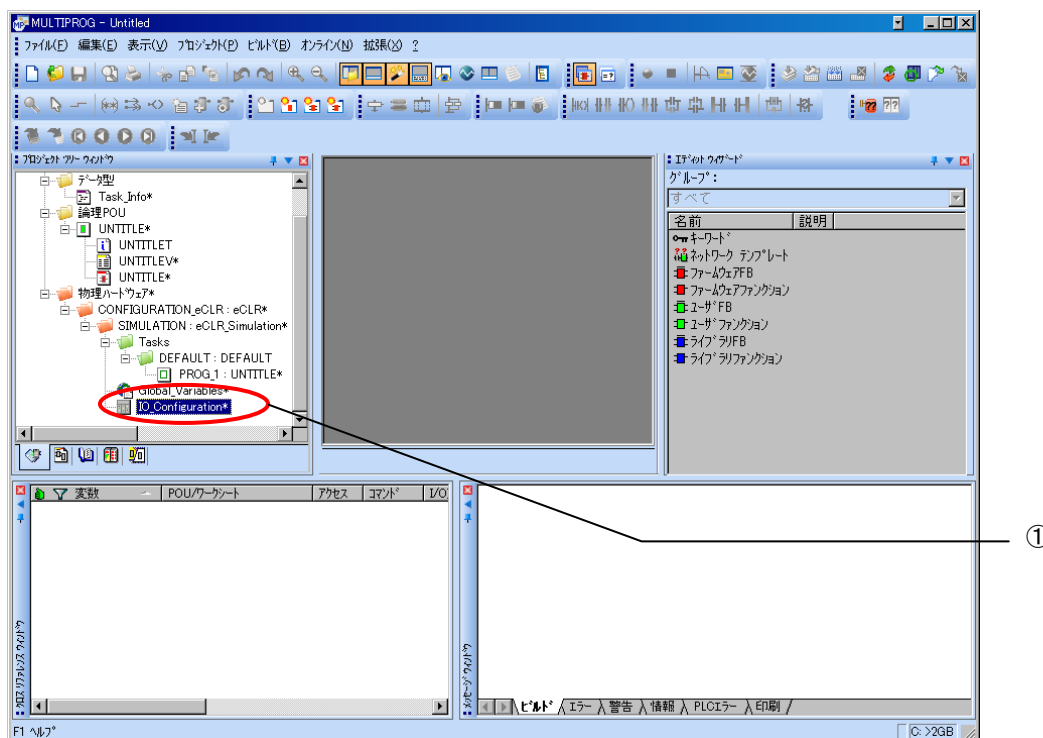 MULTIPROG - Untitled
ファイル(F) 編集(E) 表示(V) プロジェクト(P) ビルド(B) オンライン(N) 拡張(X) ?
プロジェクト ツリー ウィンドウ
データ型
Task_Info*
論理POU
UNTITLE*
UNTITLET
UNTITLEV*
UNTITLE*
物理ハードウェア*
CONFIGURATION_eCLR : eCLR*
SIMULATION : eCLR_Simulation*
Tasks
DEFAULT : DEFAULT
PROG_1 : UNTITLE*
Global_Variables*
IO_Configuration*
エディット ウィザード
グループ:
すべて
名前 説明
キーワード
ネットワーク テンプレート
ファームウェアFB
ファームウェアファンクション
ユーザFB
ユーザファンクション
ライブラリFB
ライブラリファンクション
①
変数 POU/ワークシート アクセス コマンド I/O
クロス リファレンス ウィンドウ
メッセージ ウィンドウ
ビルド エラー 警告 情報 PLCエラー 印刷
F1 ヘルプ
C: >2GB